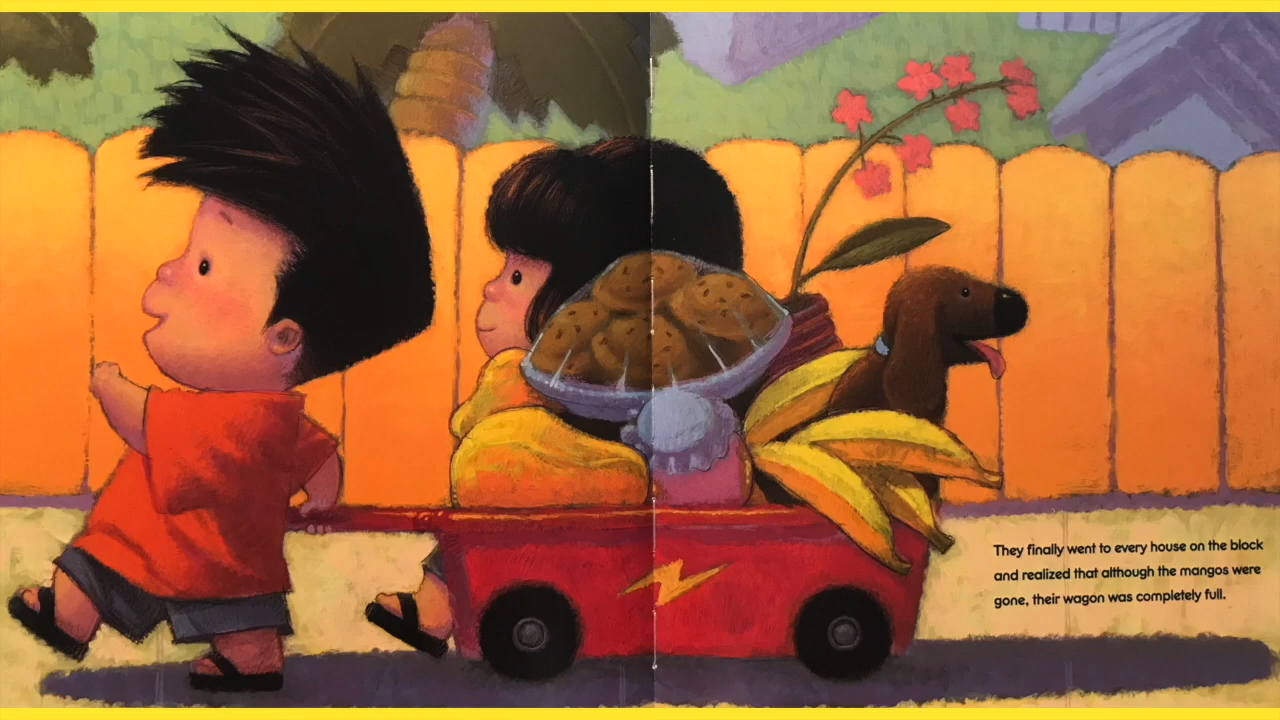 They finally went to every house on the block
and realized that although the mangos were
gone, their wagon was completely full.